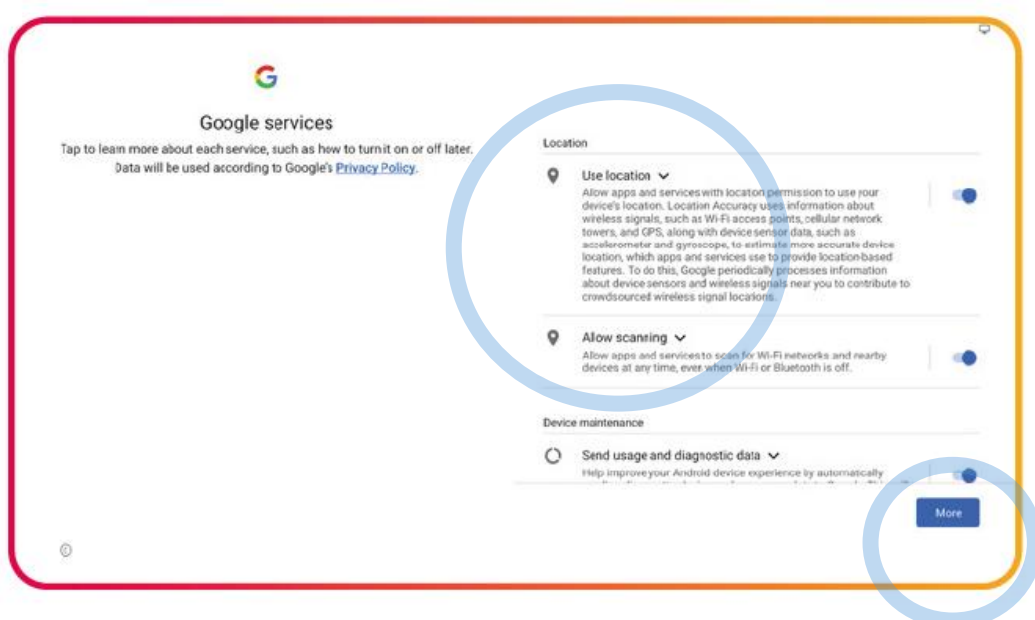 Google services
Tap to learn more about each service, such as how to turn it on or off later.
Data will be used according to Google's Privacy Policy.
Location
Use location
Allow apps and services with location permission to use your
device's location. Location Accuracy uses information about
wireless signals, such as Wi-Fi access points, cellular network
towers, and GPS, along with device sensor data, such as
accelerometer and gyroscope, to estimate more accurate device
location, which apps and services use to provide location-based
features. To do this, Google periodically processes information
about device sensors and wireless signals near you to contribute to
crowdsourced wireless signal locations.
Allow scanning
Allow apps and services to scan for Wi-Fi networks and nearby
devices at any time, even when Wi-Fi or Bluetooth is off.
Device maintenance
Send usage and diagnostic data
Help improve your Android device experience by automatically
More